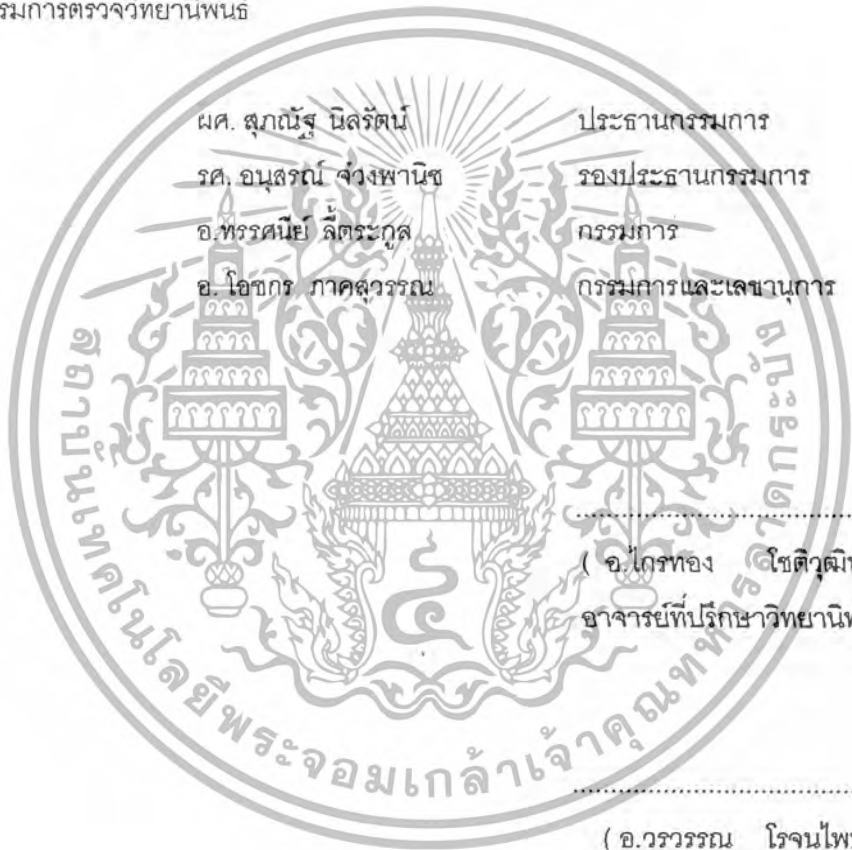 รรมการตรวจวิทยานิพนธ์
ผศ. สุภณัฐ นิลรัตน์ ประธานกรรมการ
รศ. อนุสรณ์ จ่วงพานิช รองประธานกรรมการ
อ.ทรรศนีย์ ลี้ตระกูล กรรมการ
อ. โอชกร ภาคสุวรรณ กรรมการและเลขานุการ
( อ.ไกรทอง โชติวุฒิ
อาจารย์ที่ปรึกษาวิทยานิ
( อ.วรวรรณ โรจนไพ
สถาบันเทคโนโลยีพระจอมเกล้าเจ้าคุณทหารลาดกระบัง